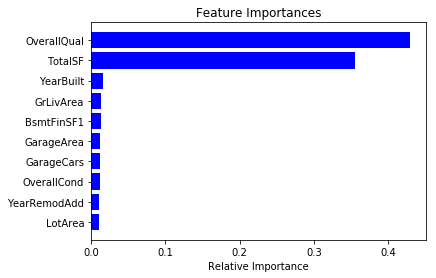 Feature Importances
OverallQual
TotalSF
YearBuilt
GrLivArea
BsmtFinSF1
GarageArea
GarageCars
OverallCond
YearRemodAdd
LotArea
0.0 0.1 0.2 0.3 0.4
Relative Importance